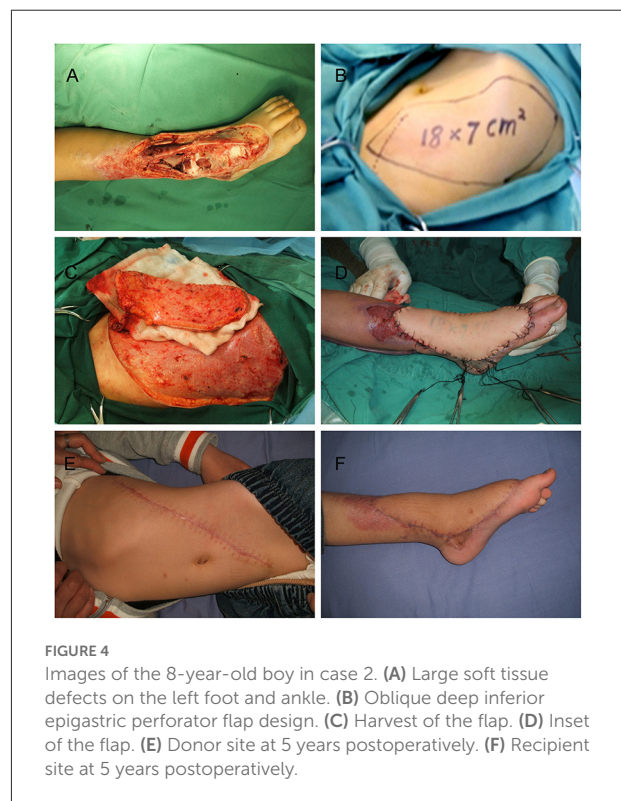 A
B
18 × 7 cm²
C
D
E
F
FIGURE 4
Images of the 8-year-old boy in case 2. (A) Large soft tissue
defects on the left foot and ankle. (B) Oblique deep inferior
epigastric perforator flap design. (C) Harvest of the flap. (D) Inset
of the flap. (E) Donor site at 5 years postoperatively. (F) Recipient
site at 5 years postoperatively.